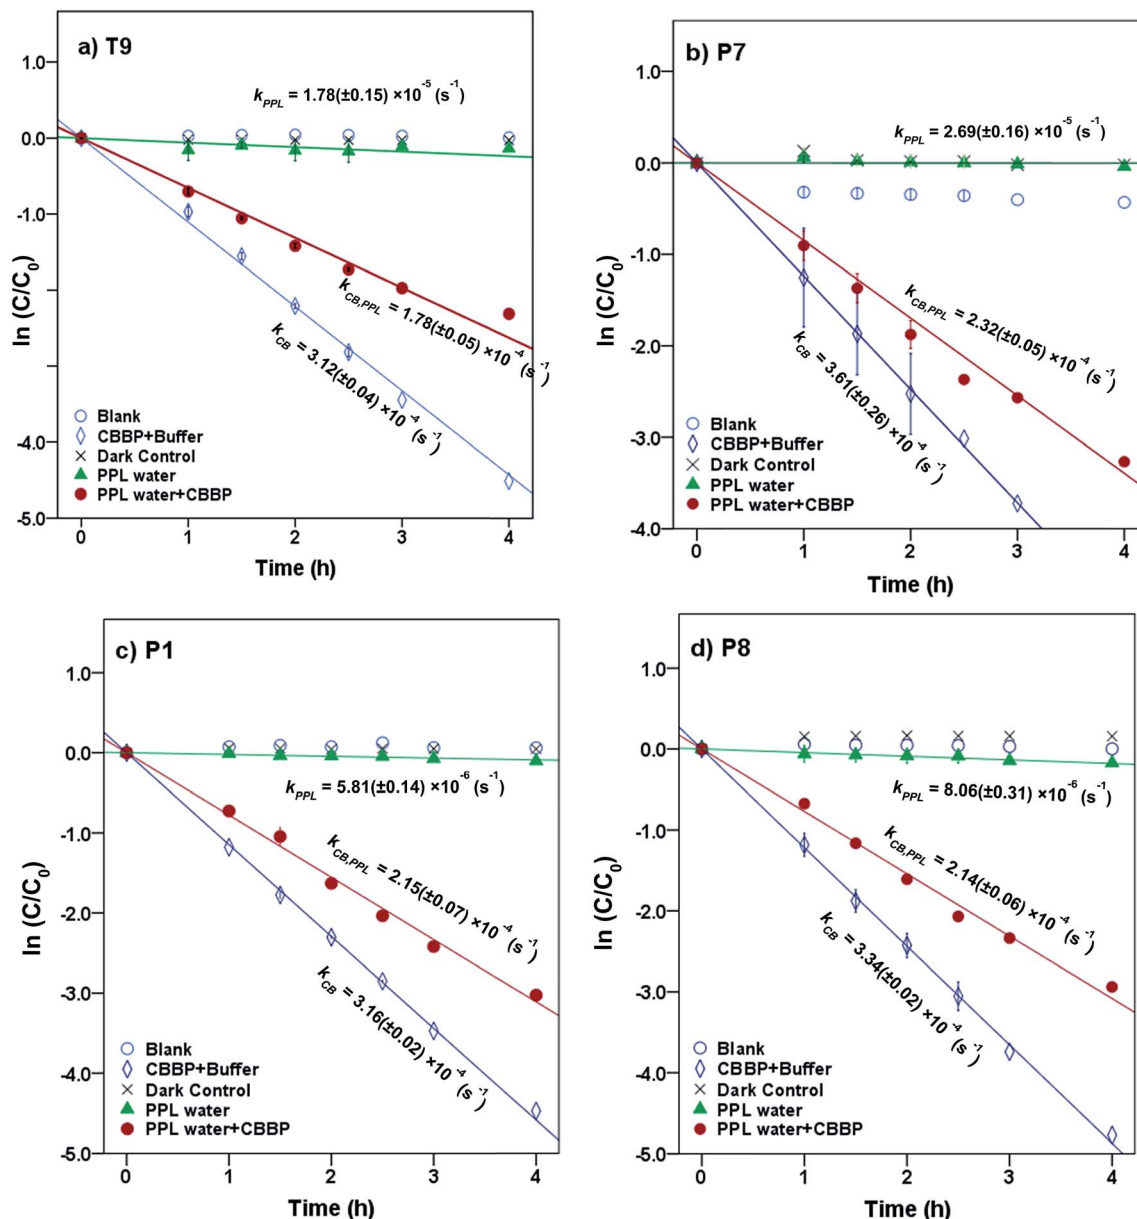 a) T9
k_PPL = 1.78(±0.15) ×10^-5 (s^-1)
1.0
0.0
-1.0
-4.0
-5.0
ln (C/C_0)
k_CB,PPL = 1.78(±0.05) ×10^-4 (s^-1)
k_CB = 3.12(±0.04) ×10^-4 (s^-1)
Blank
CBBP+Buffer
Dark Control
PPL water
PPL water+CBBP
0 1 2 3 4
Time (h)
b) P7
k_PPL = 2.69(±0.16) ×10^-5 (s^-1)
1.0
0.0
-1.0
-2.0
-3.0
-4.0
ln (C/C_0)
k_CB,PPL = 2.32(±0.05) ×10^-4 (s^-1)
k_CB = 3.61(±0.26) ×10^-4 (s^-1)
Blank
CBBP+Buffer
Dark Control
PPL water
PPL water+CBBP
0 1 2 3 4
Time (h)
c) P1
1.0
0.0
-1.0
-2.0
-3.0
-4.0
-5.0
ln (C/C_0)
k_PPL = 5.81(±0.14) ×10^-6 (s^-1)
k_CB,PPL = 2.15(±0.07) ×10^-4 (s^-1)
k_CB = 3.16(±0.02) ×10^-4 (s^-1)
Blank
CBBP+Buffer
Dark Control
PPL water
PPL water+CBBP
0 1 2 3 4
Time (h)
d) P8
1.0
0.0
-1.0
-2.0
-3.0
-4.0
-5.0
ln (C/C_0)
k_PPL = 8.06(±0.31) ×10^-6 (s^-1)
k_CB,PPL = 2.14(±0.06) ×10^-4 (s^-1)
k_CB = 3.34(±0.02) ×10^-4 (s^-1)
Blank
CBBP+Buffer
Dark Control
PPL water
PPL water+CBBP
0 1 2 3 4
Time (h)